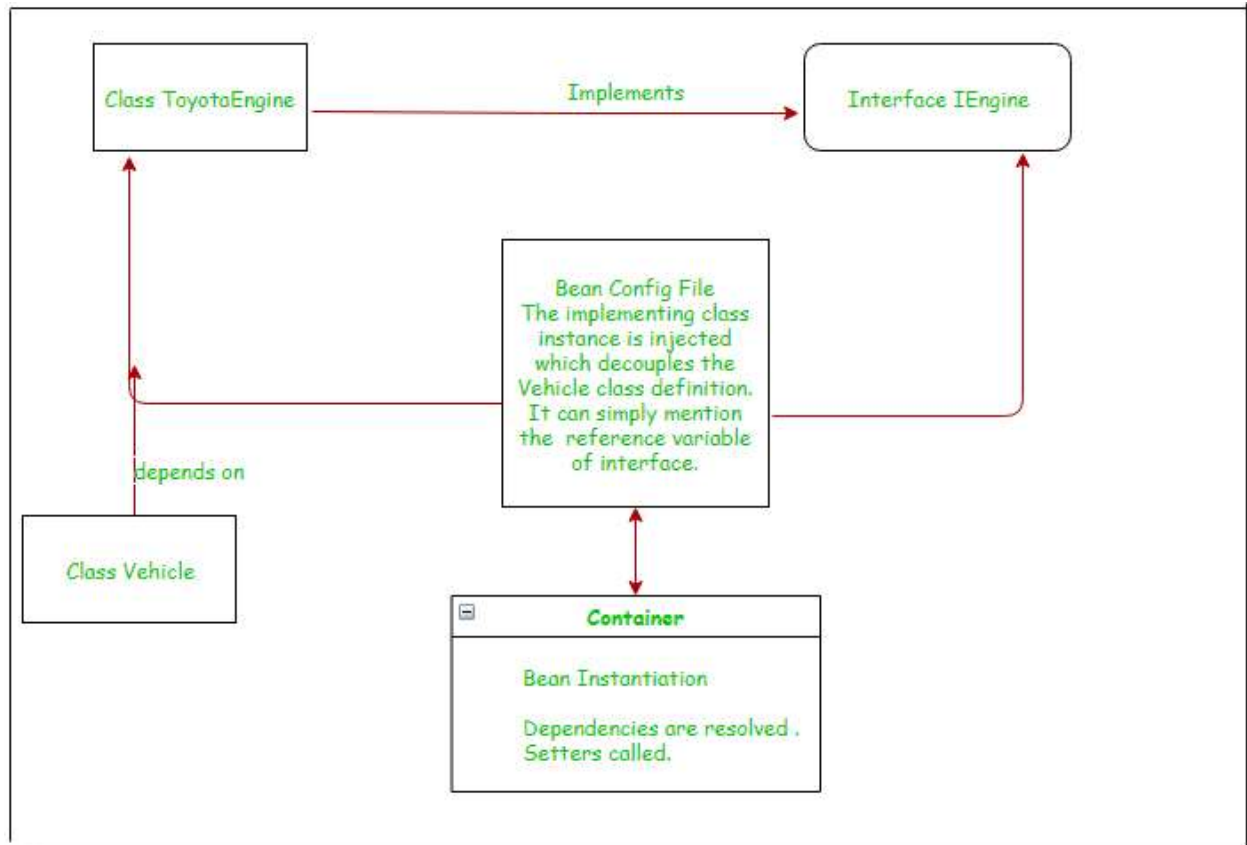 Class ToyotaEngine
Implements
Interface IEngine
Bean Config File
The implementing class
instance is injected
which decouples the
Vehicle class definition.
It can simply mention
the reference variable
of interface.
depends on
Class Vehicle
Container
Bean Instantiation
Dependencies are resolved .
Setters called.